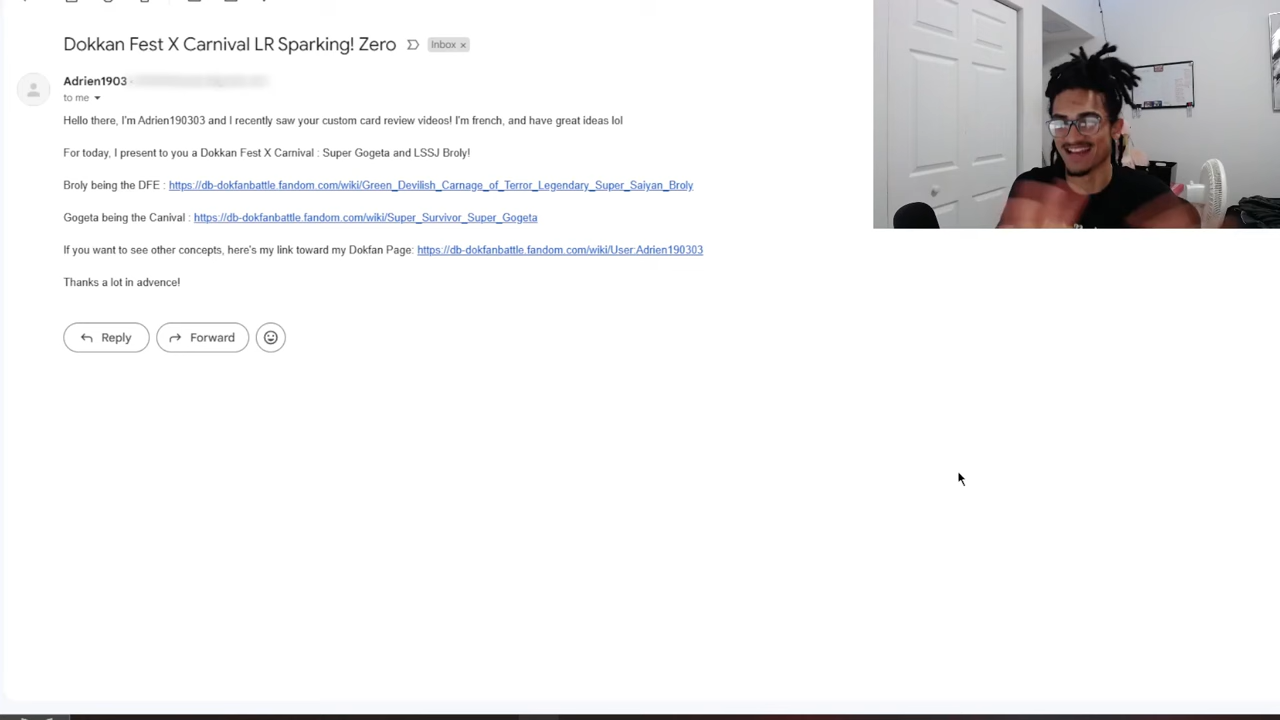 Dokkan Fest X Carnival LR Sparking! Zero
Inbox x
Adrien1903
to me
Hello there, I'm Adrien190303 and I recently saw your custom card review videos! I'm french, and have great ideas lol
For today, I present to you a Dokkan Fest X Carnival : Super Gogeta and LSSJ Broly!
Broly being the DFE : https://db-dokfanbattle.fandom.com/wiki/Green_Devilish_Carnage_of_Terror_Legendary_Super_Saiyan_Broly
Gogeta being the Canival : https://db-dokfanbattle.fandom.com/wiki/Super_Survivor_Super_Gogeta
If you want to see other concepts, here's my link toward my Dokfan Page: https://db-dokfanbattle.fandom.com/wiki/User:Adrien190303
Thanks a lot in advence!
Reply Forward